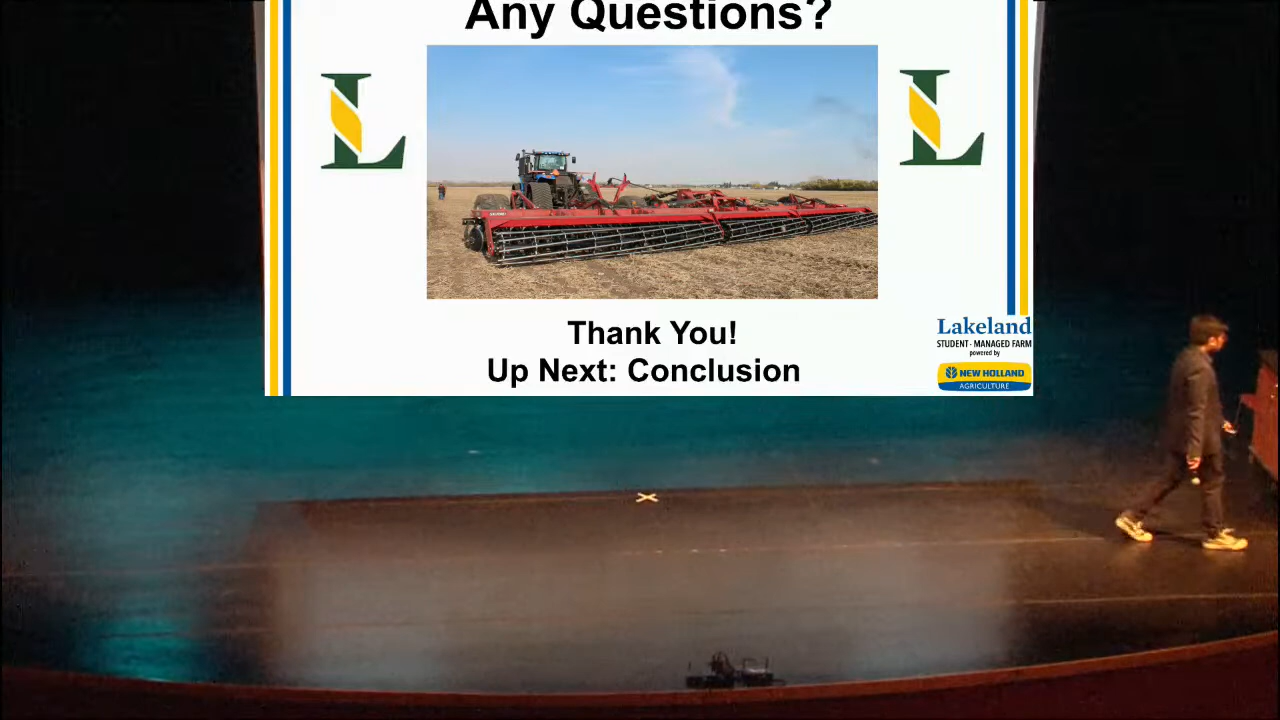 Any Questions?
Thank You!
Up Next: Conclusion
Lakeland
STUDENT - MANAGED FARM
powered by
NEW HOLLAND
AGRICULTURE